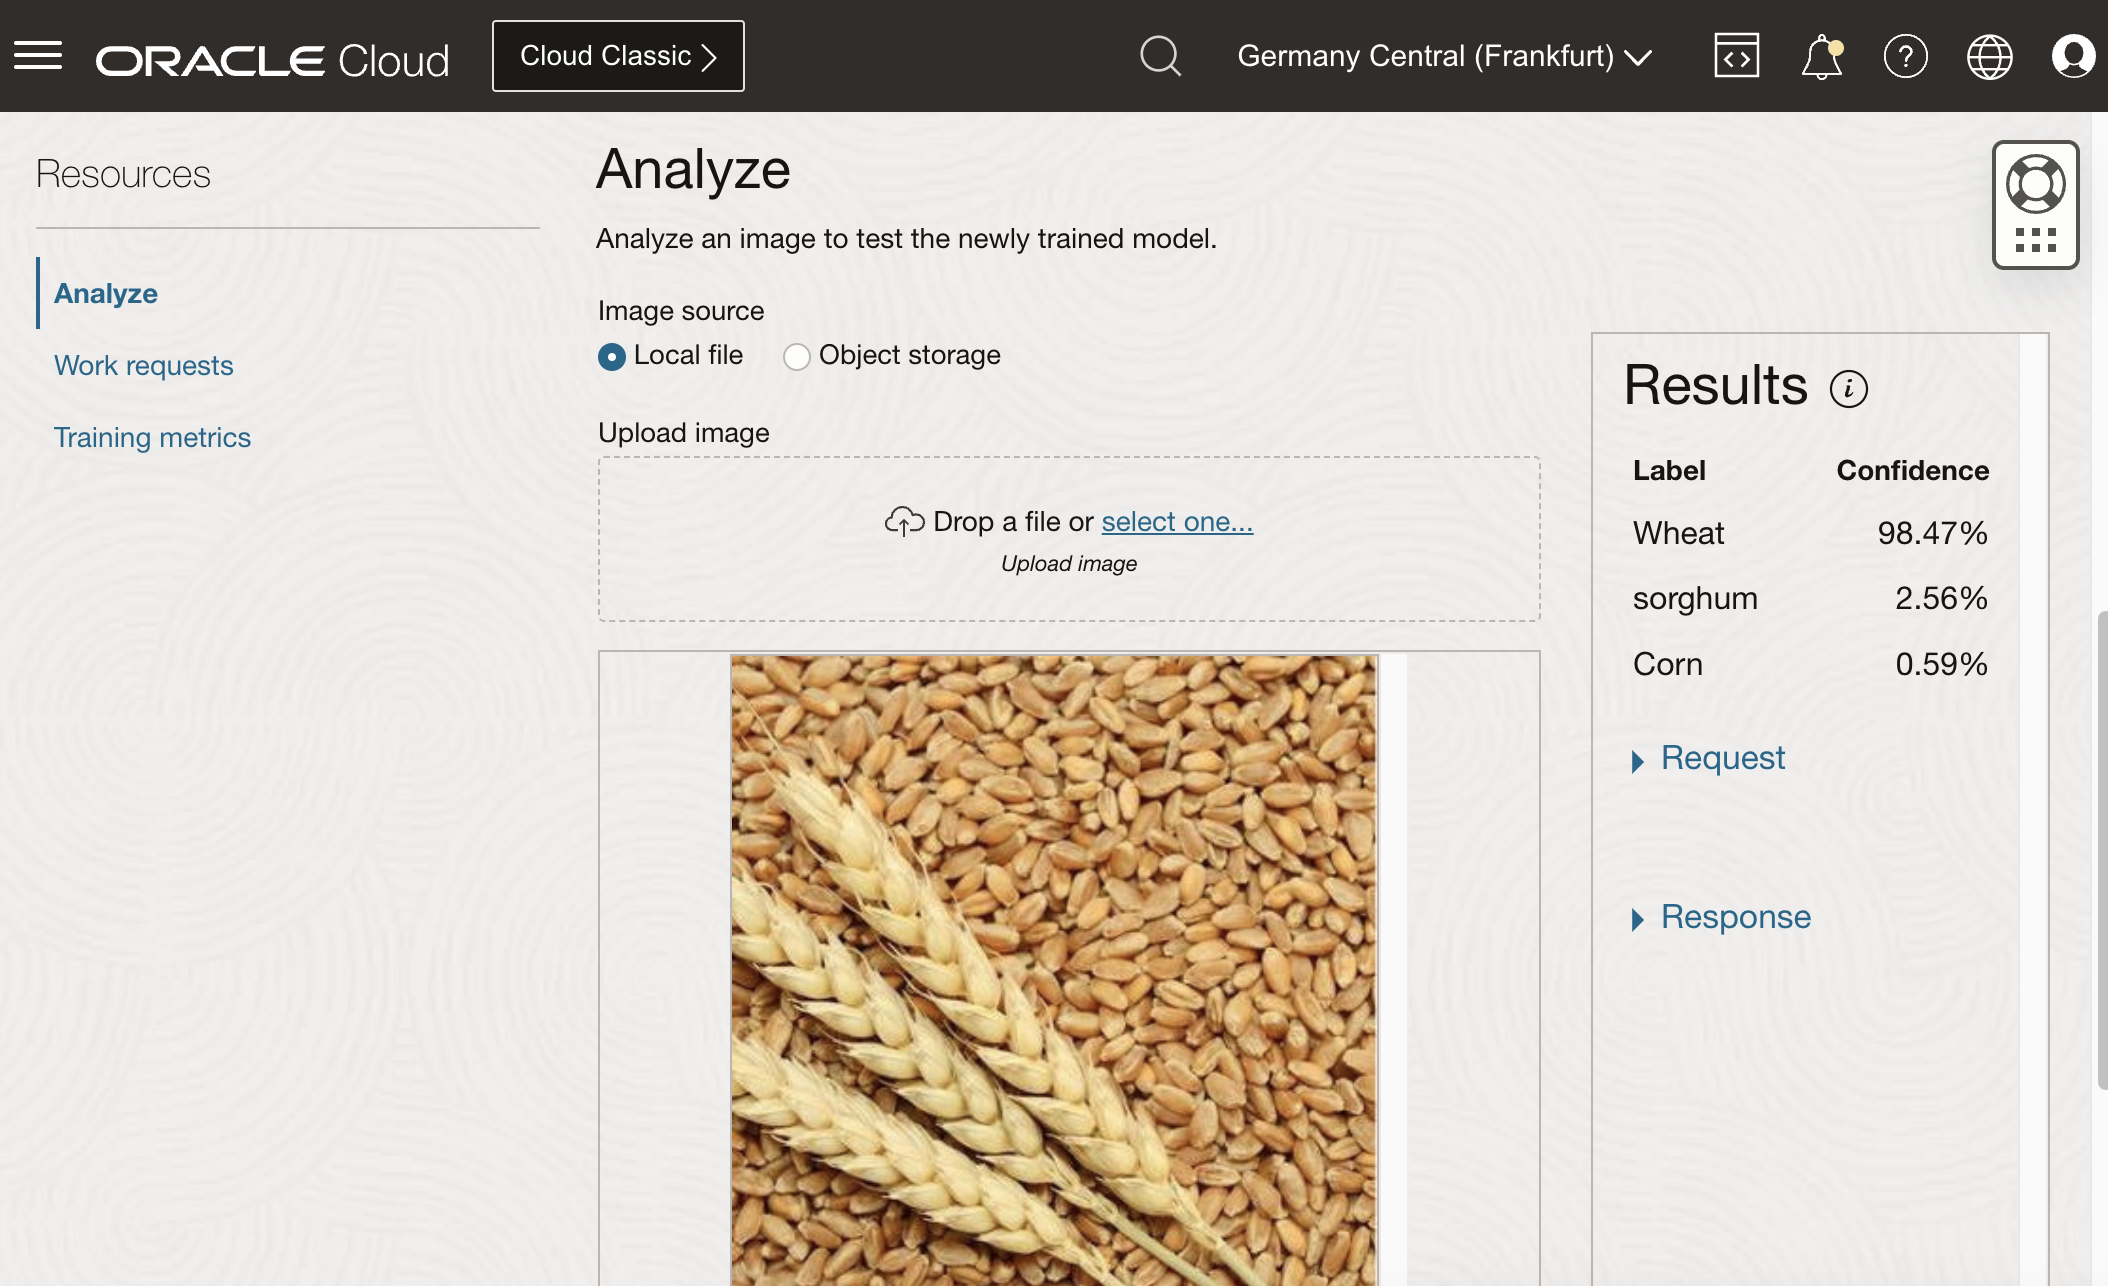 ORACLE Cloud
Cloud Classic
Germany Central (Frankfurt)
Resources
Analyze
Work requests
Training metrics
Analyze
Analyze an image to test the newly trained model.
Image source
Local file
Object storage
Upload image
Drop a file or select one...
Upload image
Results
Label Confidence
Wheat 98.47%
sorghum 2.56%
Corn 0.59%
Request
Response